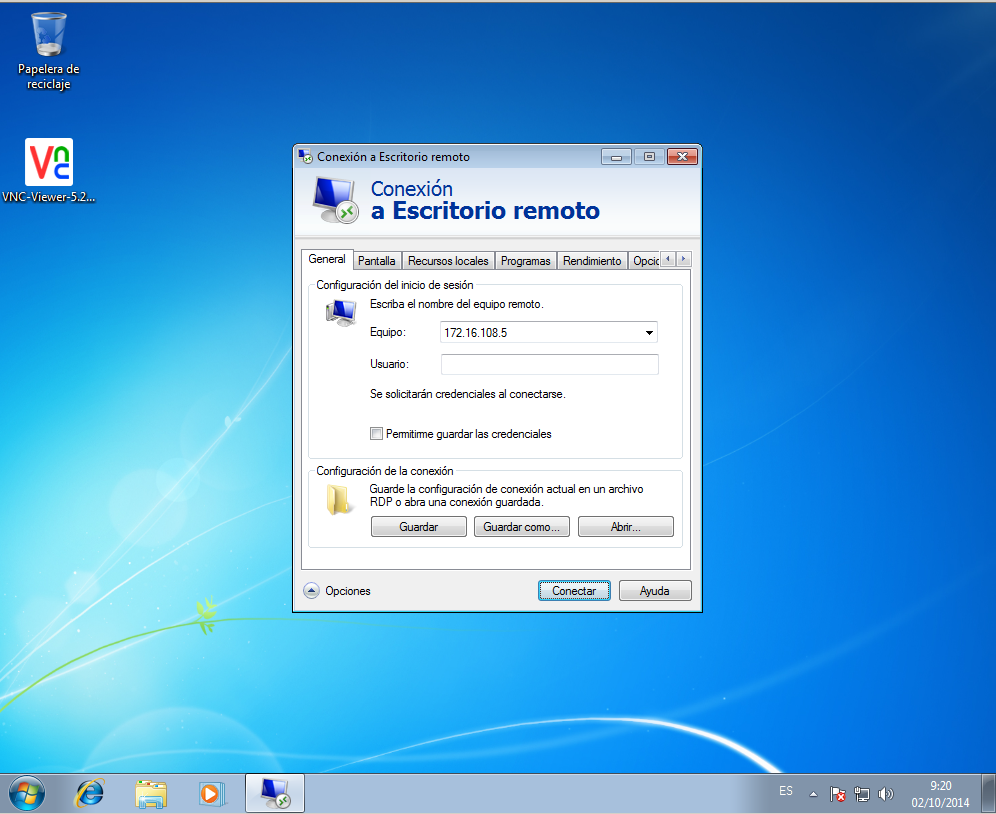 Papelera de
reciclaje
VNC-Viewer-5.2...
Conexión a Escritorio remoto
Conexión
a Escritorio remoto
General
Pantalla
Recursos locales
Programas
Rendimiento
Opcio
Configuración del inicio de sesión
Escriba el nombre del equipo remoto.
Equipo:
172.16.108.5
Usuario:
Se solicitarán credenciales al conectarse.
Permitirme guardar las credenciales
Configuración de la conexión
Guarde la configuración de conexión actual en un archivo
RDP o abra una conexión guardada.
Guardar
Guardar como...
Abrir...
Opciones
Conectar
Ayuda
ES
9:20
02/10/2014